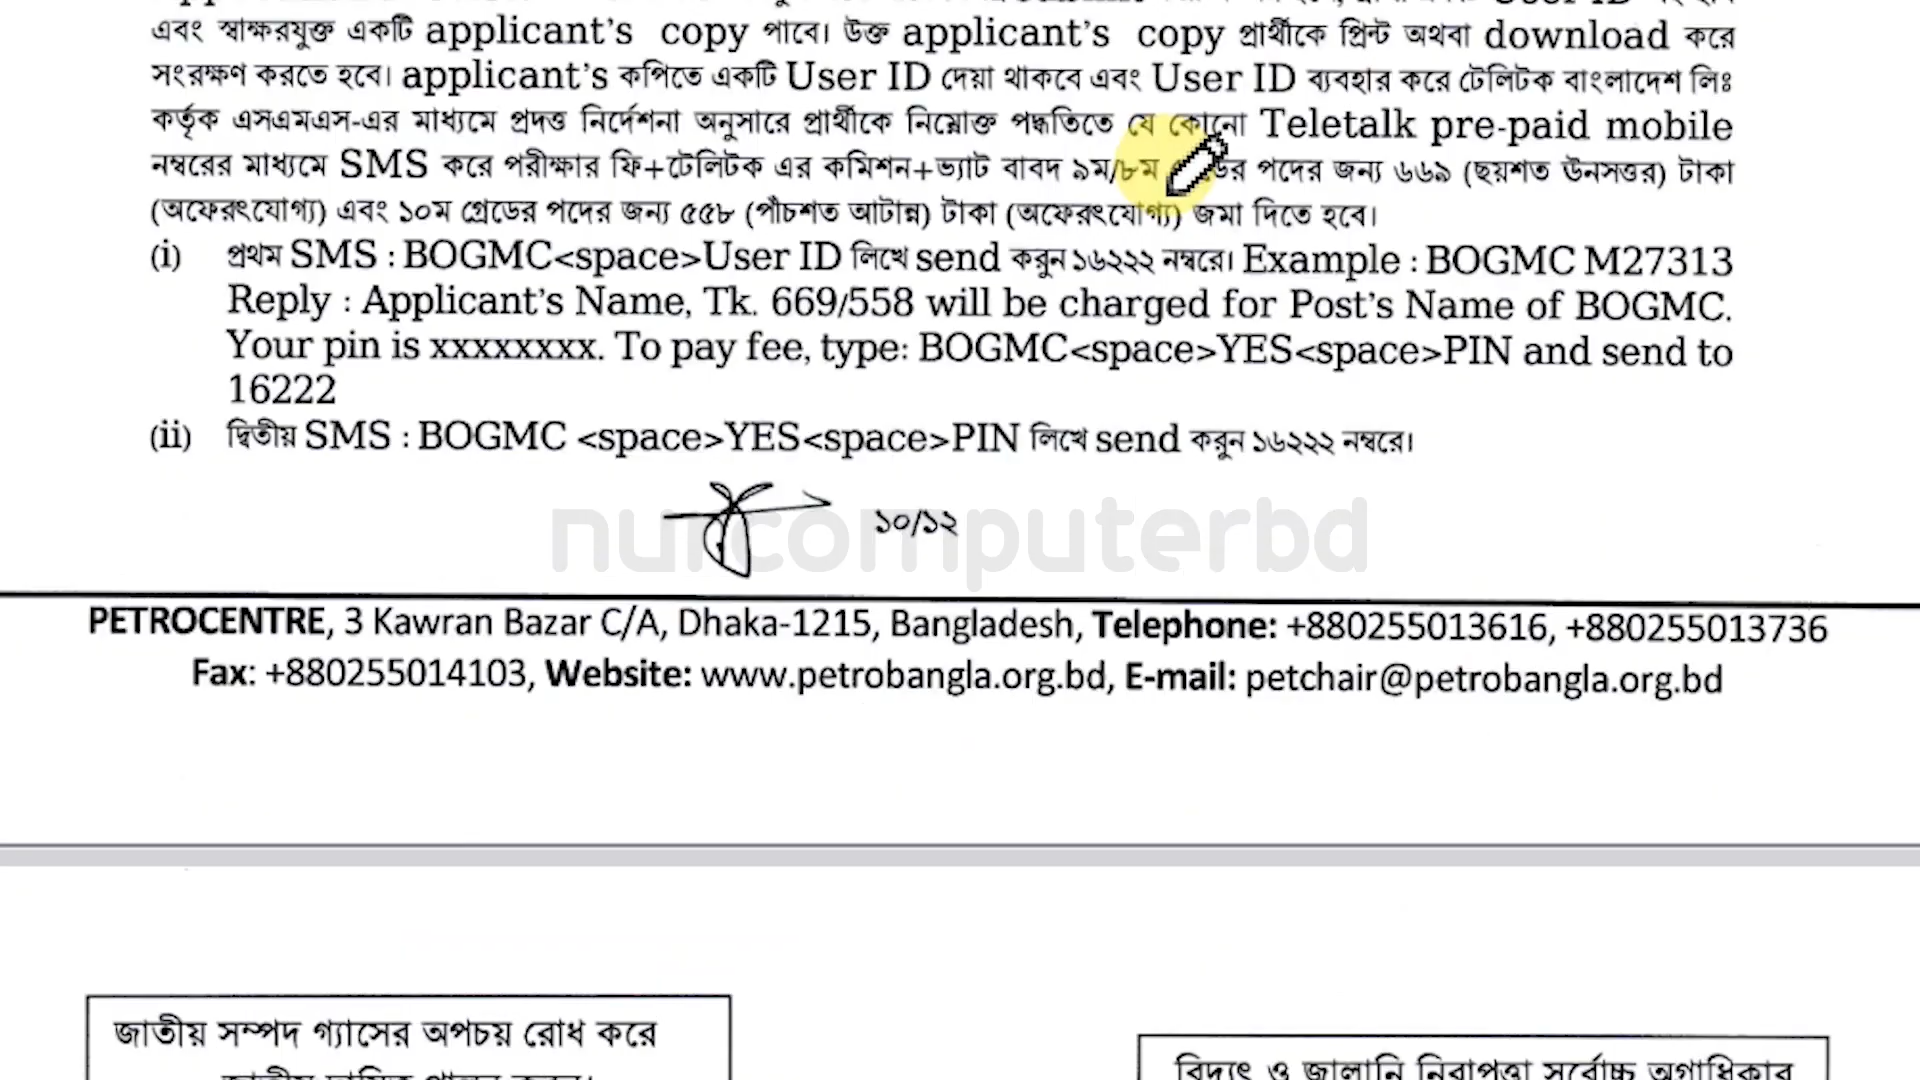 এবং স্বাক্ষরযুক্ত একটি applicant's copy পাবে। উক্ত applicant's copy প্রার্থীকে প্রিন্ট অথবা download করে
সংরক্ষণ করতে হবে। applicant's কপিতে একটি User ID দেয়া থাকবে এবং User ID ব্যবহার করে টেলিটক বাংলাদেশ লিঃ
কর্তৃক এসএমএস-এর মাধ্যমে প্রদত্ত নির্দেশনা অনুসারে প্রার্থীকে নিম্নোক্ত পদ্ধতিতে যে কোনো Teletalk pre-paid mobile
নম্বরের মাধ্যমে SMS করে পরীক্ষার ফি+টেলিটক এর কমিশন+ভ্যাট বাবদ ৯ম/৮ম পদের জন্য ৬৬৯ (ছয়শত ঊনসত্তর) টাকা
(অফেরৎযোগ্য) এবং ১০ম গ্রেডের পদের জন্য ৫৫৮ (পাঁচশত আটান্ন) টাকা (অফেরৎযোগ্য) জমা দিতে হবে।
(i) প্রথম SMS : BOGMC<space>User ID লিখে send করুন ১৬২২২ নম্বরে। Example : BOGMC M27313
Reply : Applicant's Name, Tk. 669/558 will be charged for Post's Name of BOGMC.
Your pin is xxxxxxxx. To pay fee, type: BOGMC<space>YES<space>PIN and send to
16222
(ii) দ্বিতীয় SMS : BOGMC <space>YES<space>PIN লিখে send করুন ১৬২২২ নম্বরে।
১০/১২
nurcomputerbd
PETROCENTRE, 3 Kawran Bazar C/A, Dhaka-1215, Bangladesh, Telephone: +880255013616, +880255013736
Fax: +880255014103, Website: www.petrobangla.org.bd, E-mail: petchair@petrobangla.org.bd
জাতীয় সম্পদ গ্যাসের অপচয় রোধ করে
বিদ্যুৎ ও জ্বালানি নিরাপত্তা সর্বোচ্চ অগ্রাধিকার